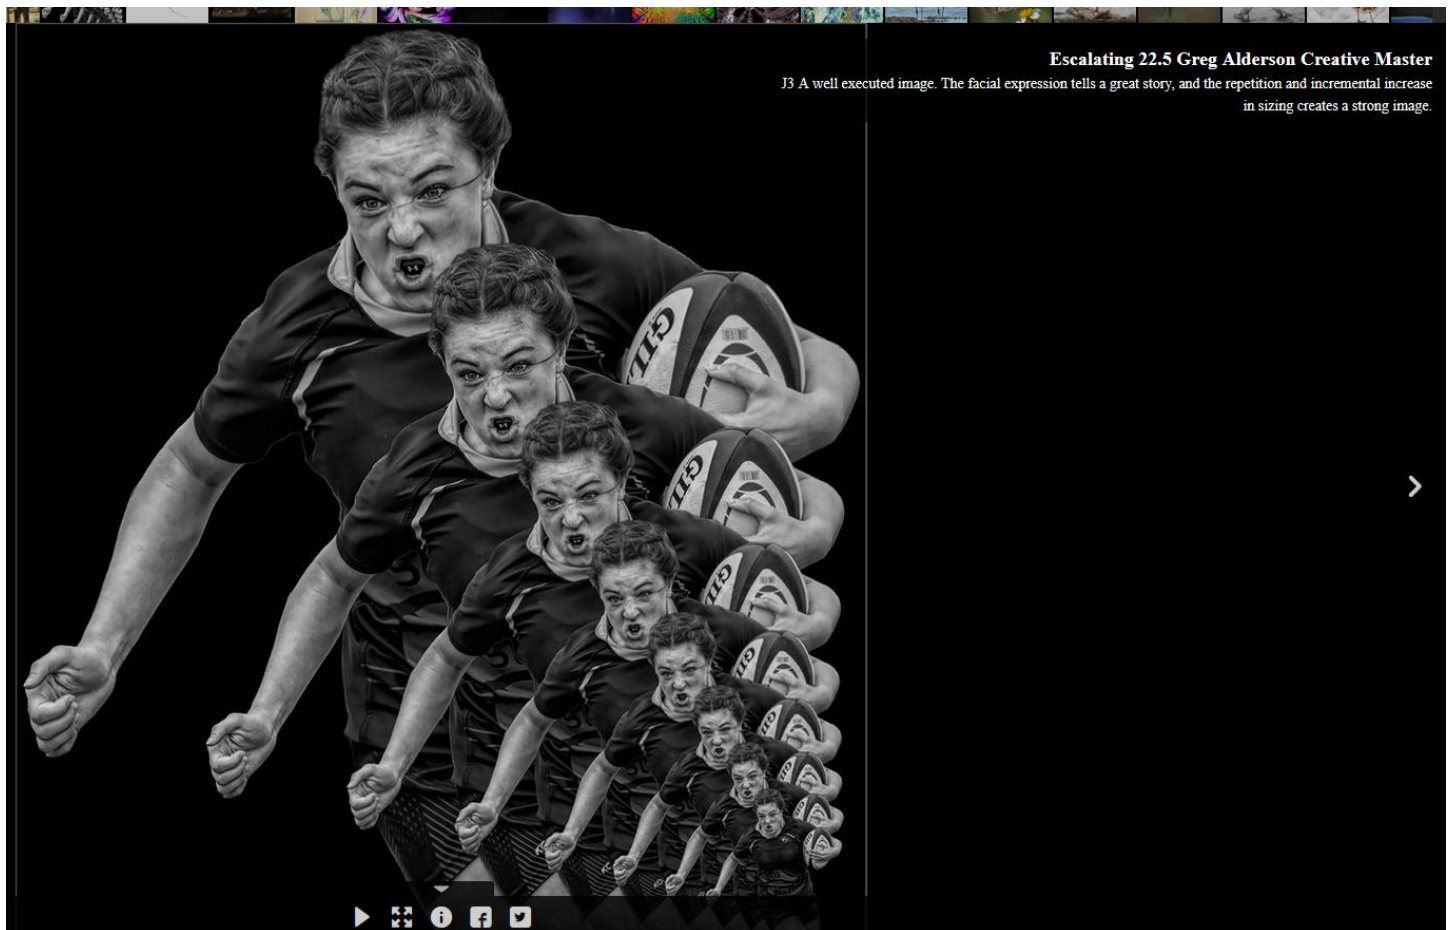 Escalating 22.5 Greg Alderson Creative Master
J3 A well executed image. The facial expression tells a great story, and the repetition and incremental increase
in sizing creates a strong image.